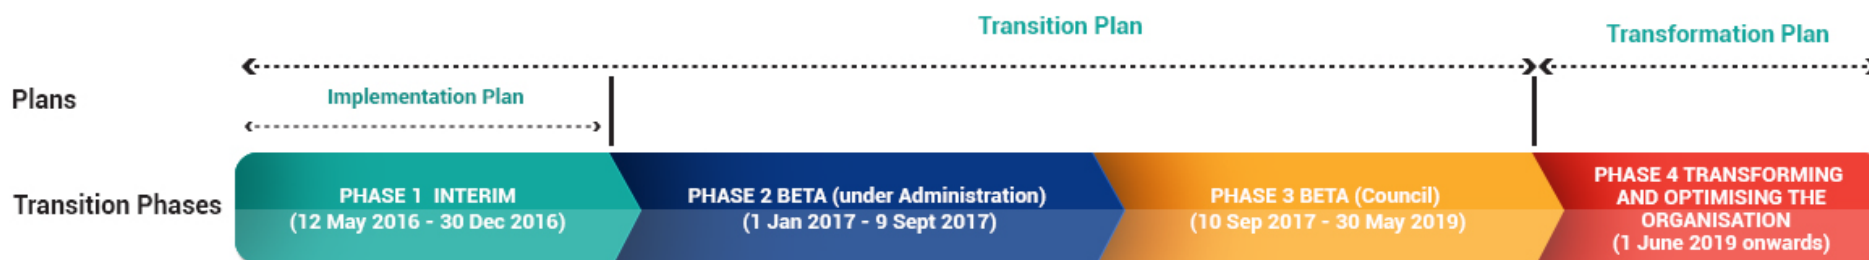 Transition Plan
Transformation Plan
Plans
Implementation Plan
Transition Phases
PHASE 1 INTERIM
(12 May 2016 - 30 Dec 2016)
PHASE 2 BETA (under Administration)
(1 Jan 2017 - 9 Sept 2017)
PHASE 3 BETA (Council)
(10 Sep 2017 - 30 May 2019)
PHASE 4 TRANSFORMING
AND OPTIMISING THE
ORGANISATION
(1 June 2019 onwards)